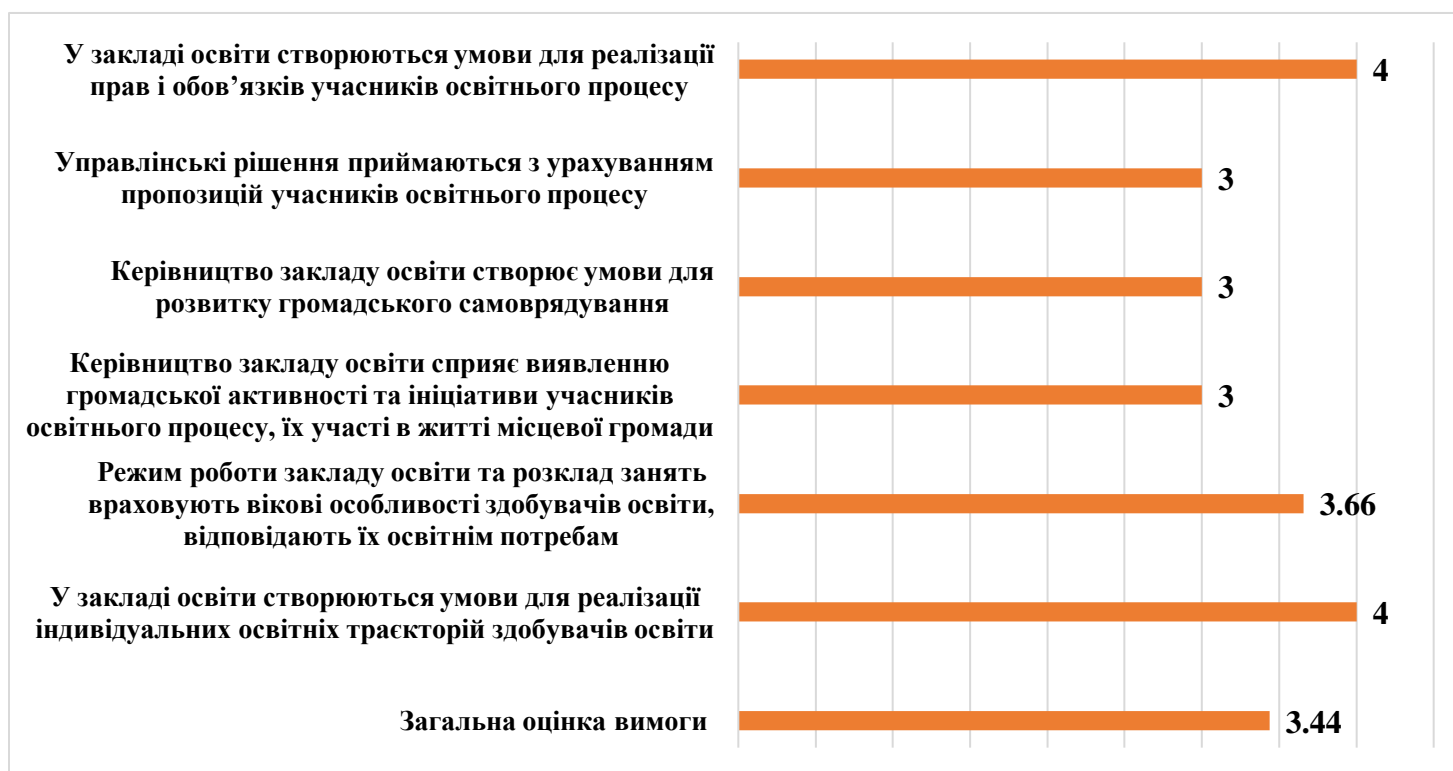 У закладі освіти створюються умови для реалізації
прав і обов’язків учасників освітнього процесу
4
Управлінські рішення приймаються з урахуванням
пропозицій учасників освітнього процесу
3
Керівництво закладу освіти створює умови для
розвитку громадського самоврядування
3
Керівництво закладу освіти сприяє виявленню
громадської активності та ініціативи учасників
освітнього процесу, їх участі в житті місцевої громади
3
Режим роботи закладу освіти та розклад занять
враховують вікові особливості здобувачів освіти,
відповідають їх освітнім потребам
3.66
У закладі освіти створюються умови для реалізації
індивідуальних освітніх траєкторій здобувачів освіти
4
Загальна оцінка вимоги
3.44